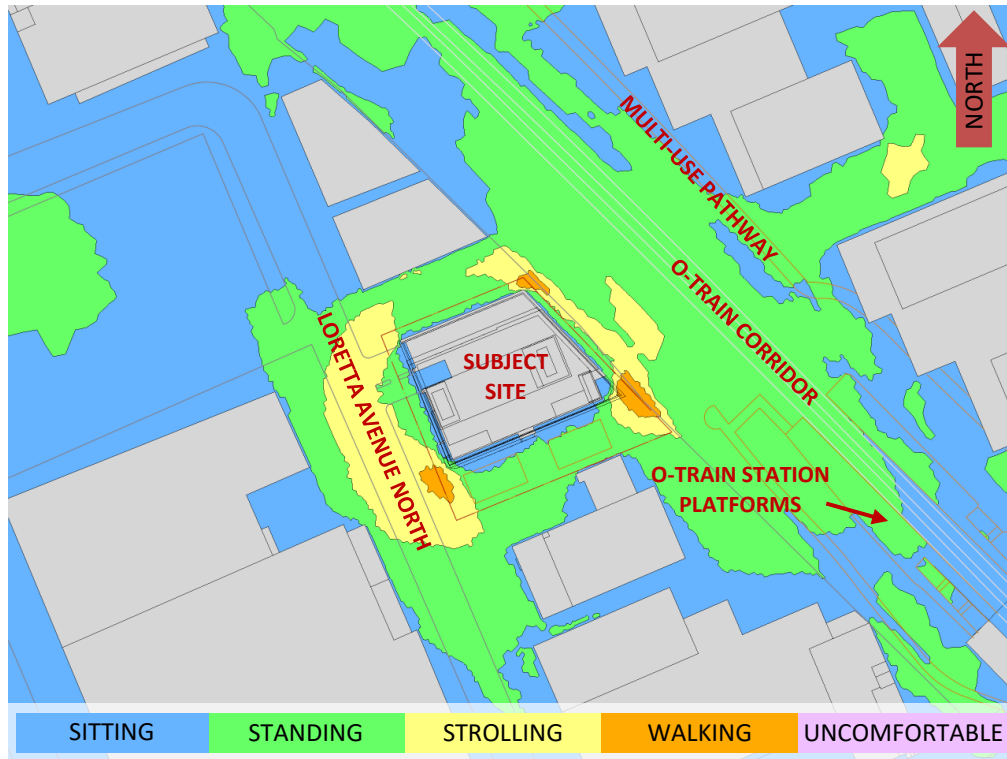 NORTH
MULTI-USE PATHWAY
O-TRAIN CORRIDOR
LORETTA AVENUE NORTH
SUBJECT
SITE
O-TRAIN STATION
PLATFORMS
SITTING
STANDING
STROLLING
WALKING
UNCOMFORTABLE